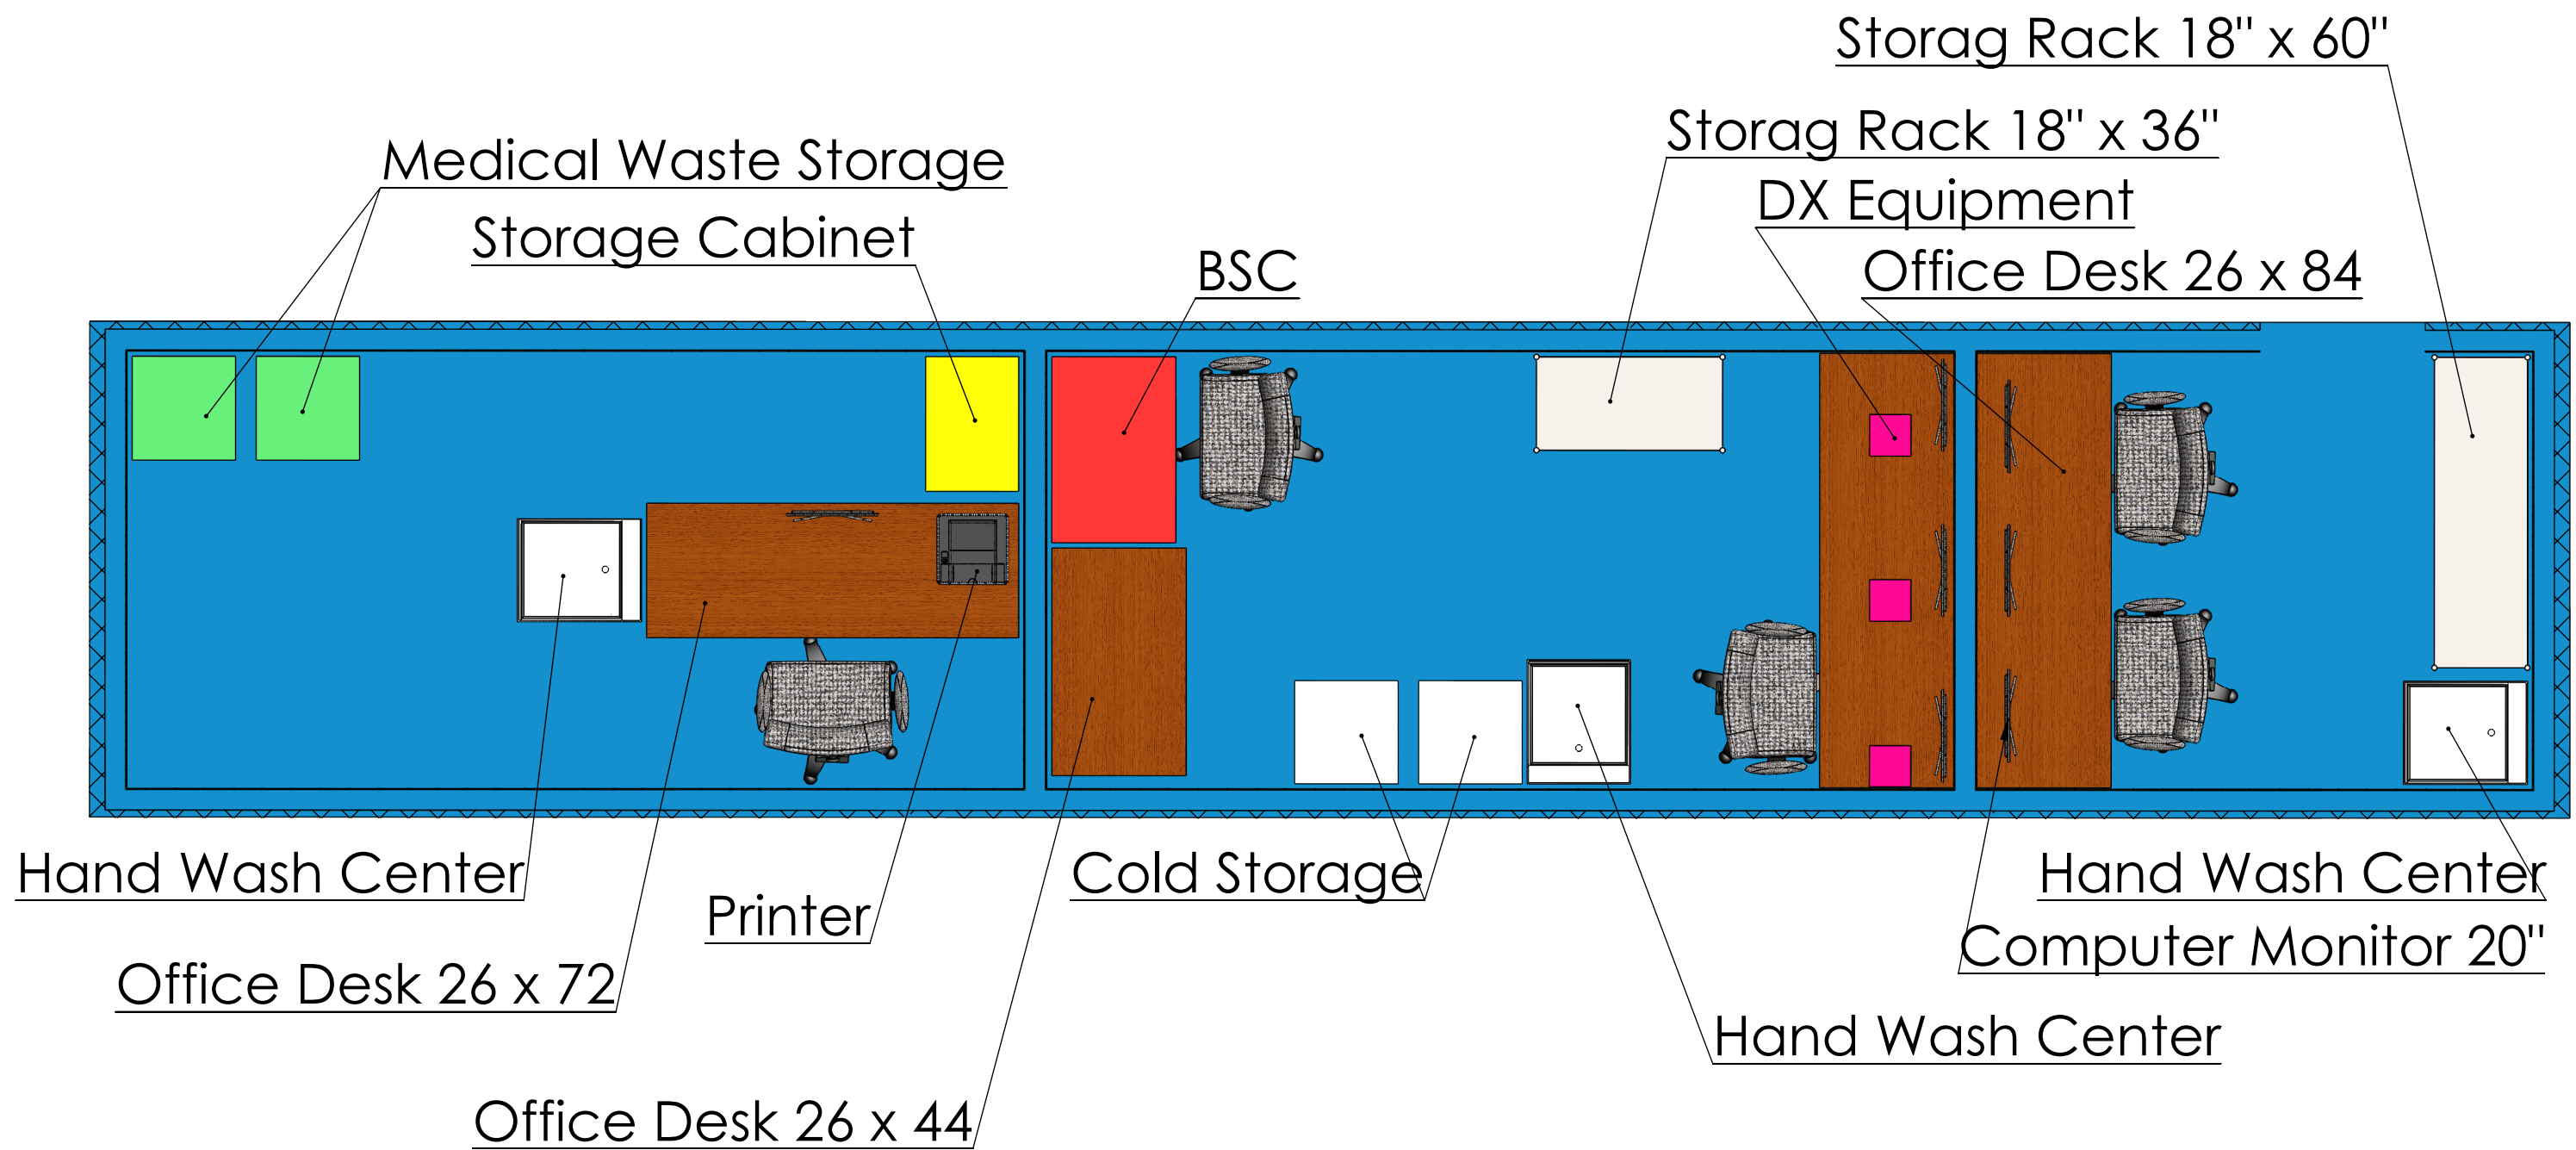 Storag Rack 18" x 60"
Storag Rack 18" x 36"
Medical Waste Storage
DX Equipment
Storage Cabinet
BSC
Office Desk 26 x 84
Hand Wash Center
Cold Storage
Hand Wash Center
Printer
Computer Monitor 20"
Office Desk 26 x 72
Hand Wash Center
Office Desk 26 x 44